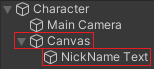 Character
Main Camera
Canvas
NickName Text